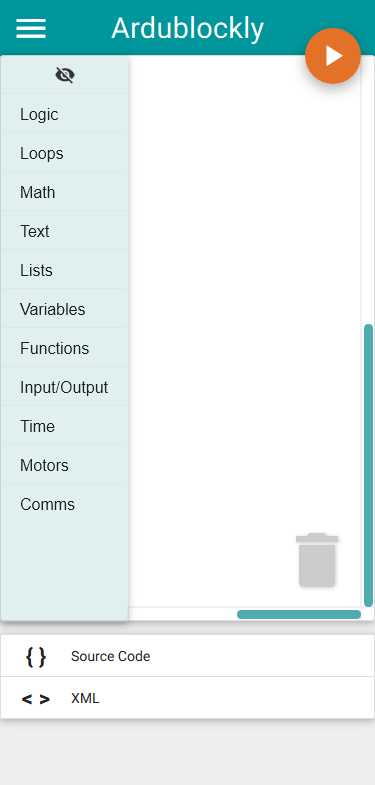 Ardublockly
Logic
Loops
Math
Text
Lists
Variables
Functions
Input/Output
Time
Motors
Comms
{ } Source Code
< > XML